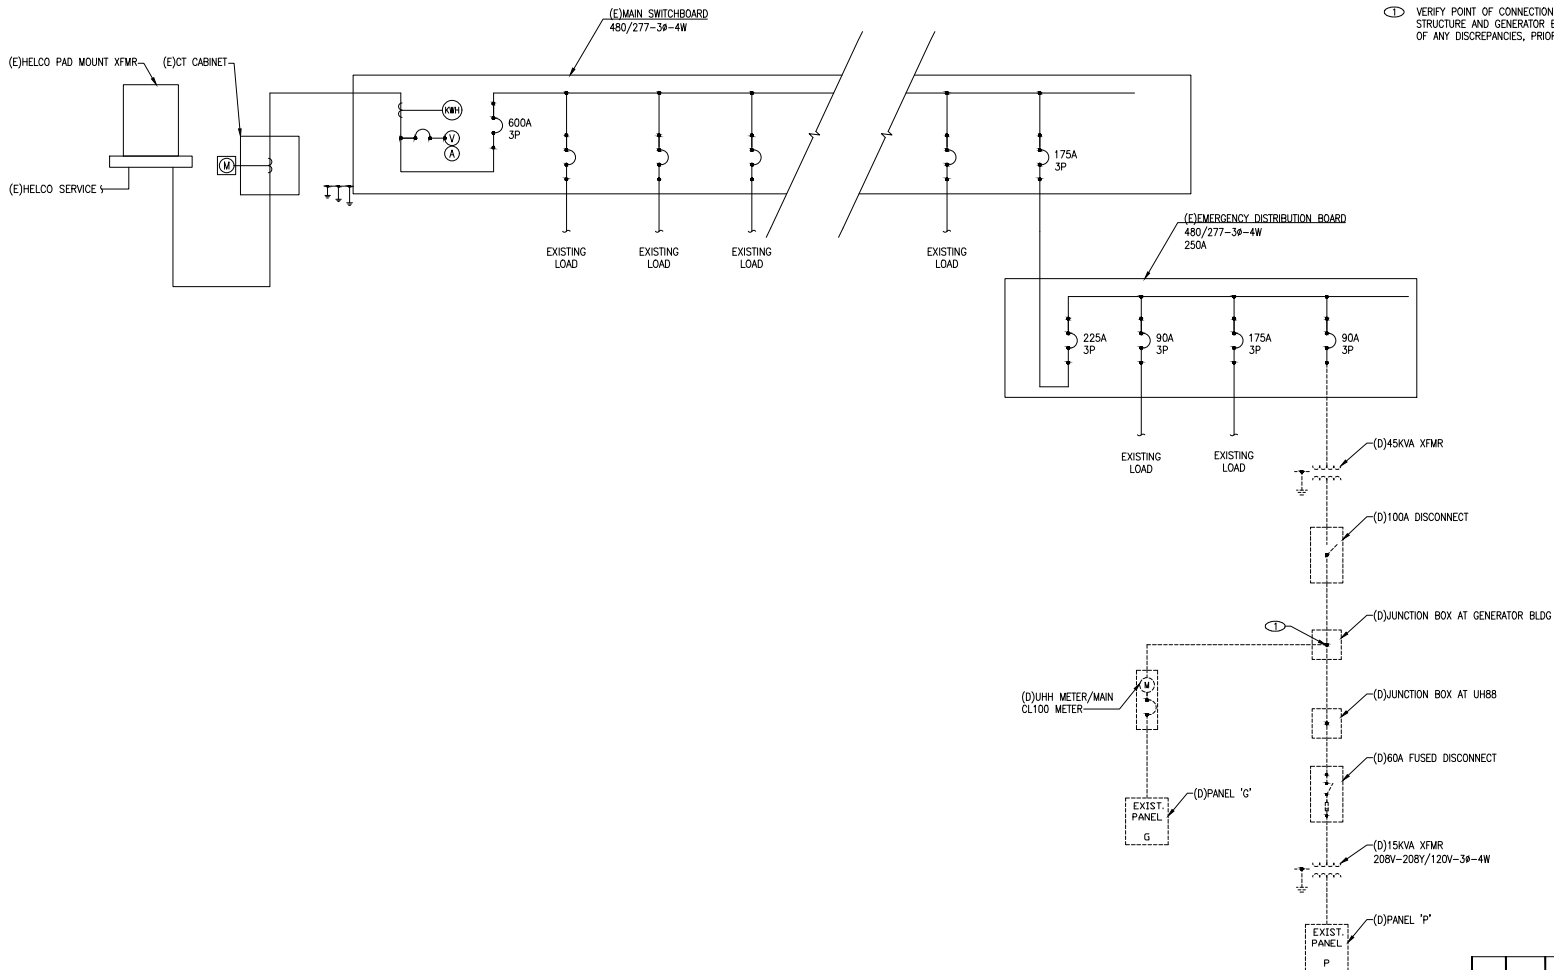 (E)MAIN SWITCHBOARD
480/277-3ø-4W
1 VERIFY POINT OF CONNECTION
STRUCTURE AND GENERATOR
OF ANY DISCREPANCIES,
(E)HELCO PAD MOUNT XFMR
(E)CT CABINET
KWH
600A
3P
V
A
175A
3P
M
(E)HELCO SERVICE
(E)EMERGENCY DISTRIBUTION BOARD
480/277-3ø-4W
250A
EXISTING
LOAD
EXISTING
LOAD
EXISTING
LOAD
EXISTING
LOAD
225A
3P
90A
3P
175A
3P
90A
3P
EXISTING
LOAD
EXISTING
LOAD
(D)45KVA XFMR
(D)100A DISCONNECT
(D)JUNCTION BOX AT GENERATOR BLDG
1
M
(D)UHH METER/MAIN
CL100 METER
(D)JUNCTION BOX AT UH88
(D)60A FUSED DISCONNECT
(D)PANEL 'G'
EXIST.
PANEL
G
(D)15KVA XFMR
208V-208Y/120V-3ø-4W
(D)PANEL 'P'
EXIST.
PANEL
P